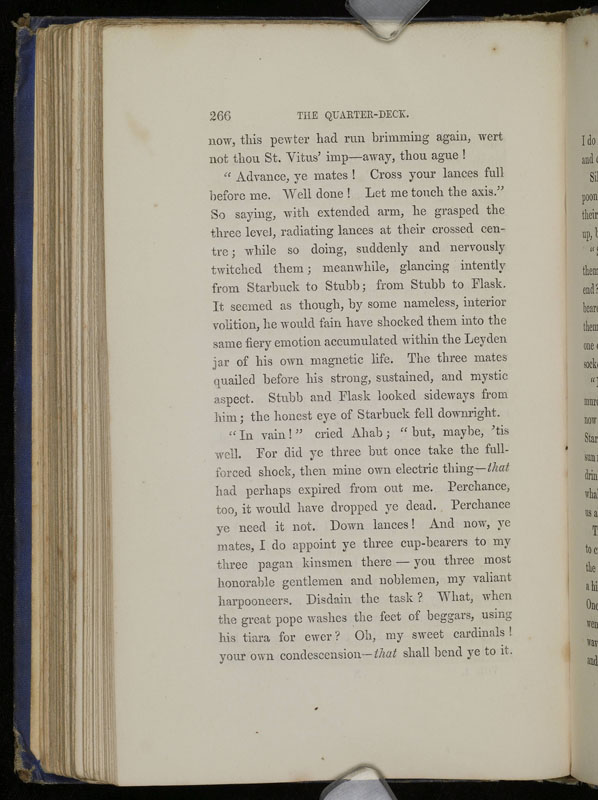 266 THE QUARTER-DECK.
now, this pewter had run brimming again, wert
not thou St. Vitus' imp—away, thou ague!
"Advance, ye mates! Cross your lances full
before me. Well done! Let me touch the axis."
So saying, with extended arm, he grasped the
three level, radiating lances at their crossed cen-
tre; while so doing, suddenly and nervously
twitched them; meanwhile, glancing intently
from Starbuck to Stubb; from Stubb to Flask.
It seemed as though, by some nameless, interior
volition, he would fain have shocked them into the
same fiery emotion accumulated within the Leyden
jar of his own magnetic life. The three mates
quailed before his strong, sustained, and mystic
aspect. Stubb and Flask looked sideways from
him; the honest eye of Starbuck fell downright.
"In vain!" cried Ahab; "but, maybe, 'tis
well. For did ye three but once take the full-
forced shock, then mine own electric thing—that
had perhaps expired from out me. Perchance,
too, it would have dropped ye dead. Perchance
ye need it not. Down lances! And now, ye
mates, I do appoint ye three cup-bearers to my
three pagan kinsmen there—you three most
honorable gentlemen and noblemen, my valiant
harpooneers. Disdain the task? What, when
the great pope washes the feet of beggars, using
his tiara for ewer? Oh, my sweet cardinals!
your own condescension—that shall bend ye to it.
I do
and